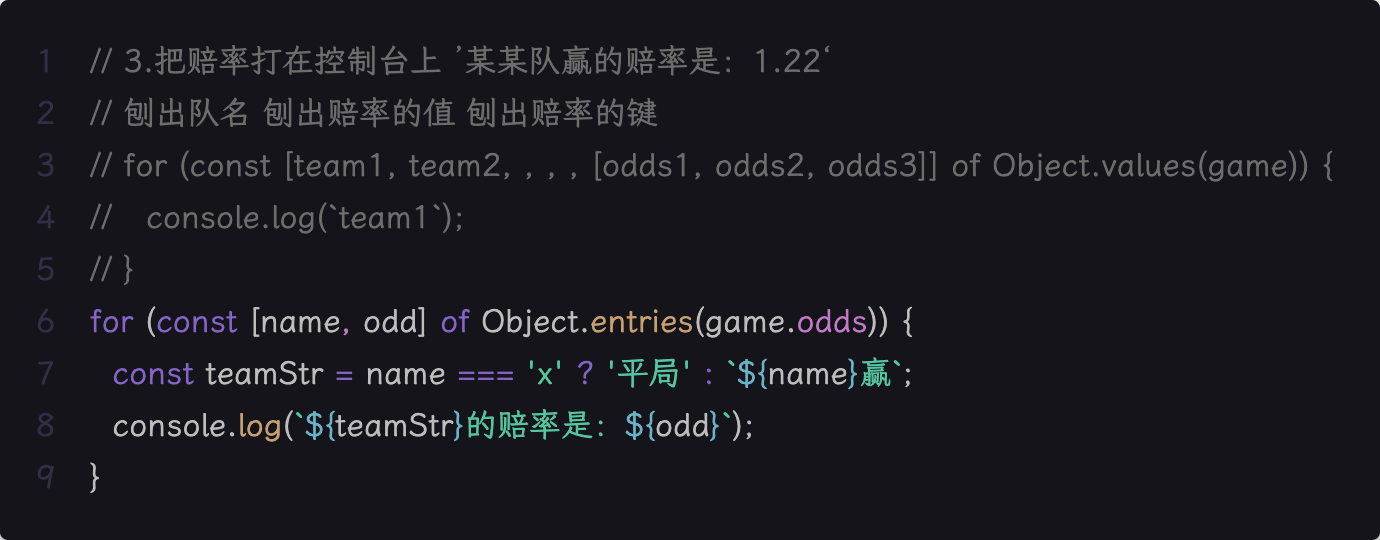 1 // 3.把赔率打在控制台上 ’某某队赢的赔率是：1.22‘
2 // 刨出队名 刨出赔率的值 刨出赔率的键
3 // for (const [team1, team2, , , , [odds1, odds2, odds3]] of Object.values(game)) {
4 //   console.log(`team1`);
5 // }
6 for (const [name, odd] of Object.entries(game.odds)) {
7   const teamStr = name === 'x' ? '平局' : `${name}赢`;
8   console.log(`${teamStr}的赔率是：${odd}`);
9 }